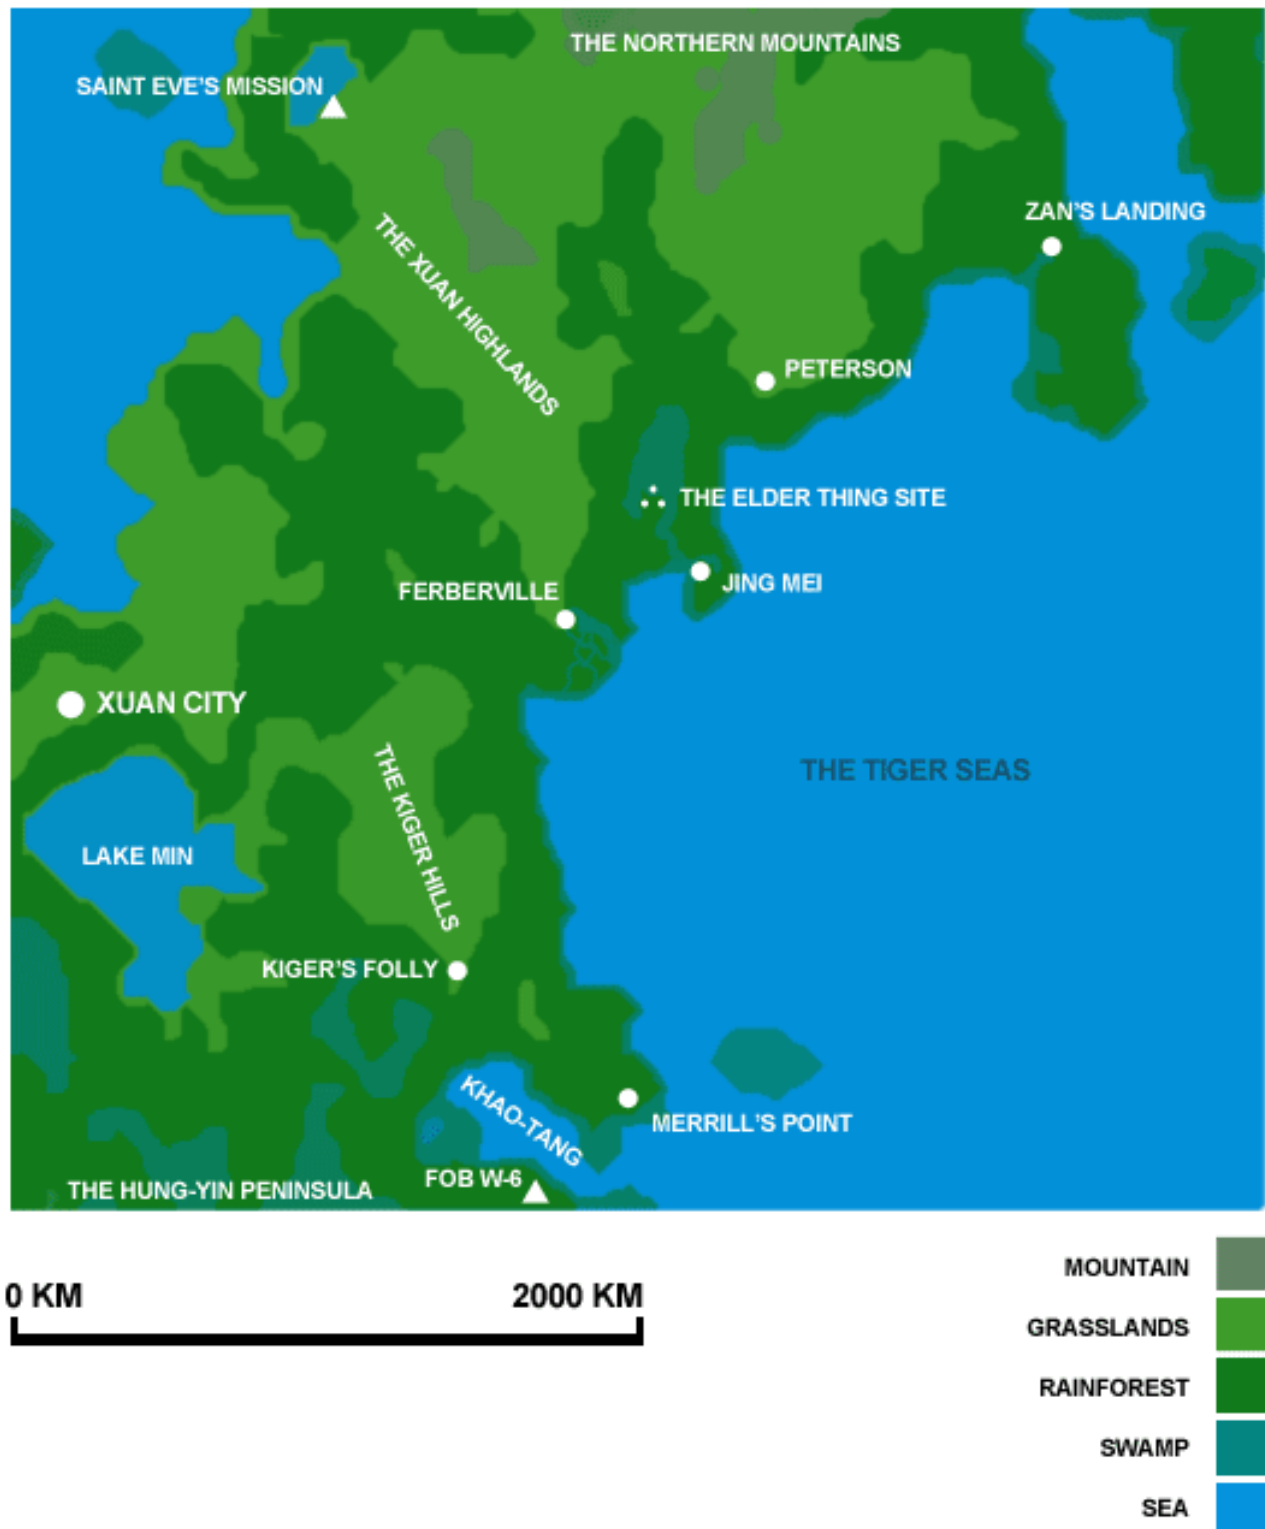 THE NORTHERN MOUNTAINS
SAINT EVE'S MISSION
ZAN'S LANDING
THE XUAN HIGHLANDS
PETERSON
THE ELDER THING SITE
JING MEI
FERBERVILLE
XUAN CITY
THE TIGER SEAS
THE KIGER HILLS
LAKE MIN
KIGER'S FOLLY
KHAO-TANG
MERRILL'S POINT
FOB W-6
THE HUNG-YIN PENINSULA
0 KM
2000 KM
MOUNTAIN
GRASSLANDS
RAINFOREST
SWAMP
SEA